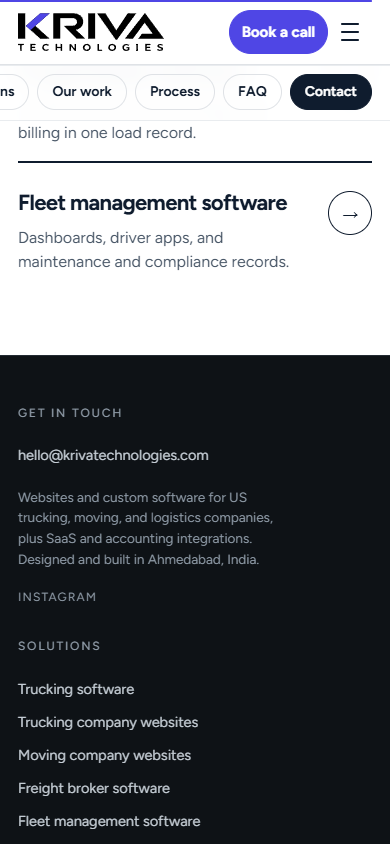 KRIVA
TECHNOLOGIES
Book a call
ns
Our work
Process
FAQ
Contact
billing in one load record.
Fleet management software
→
Dashboards, driver apps, and
maintenance and compliance records.
GET IN TOUCH
hello@krivatechnologies.com
Websites and custom software for US
trucking, moving, and logistics companies,
plus SaaS and accounting integrations.
Designed and built in Ahmedabad, India.
INSTAGRAM
SOLUTIONS
Trucking software
Trucking company websites
Moving company websites
Freight broker software
Fleet management software